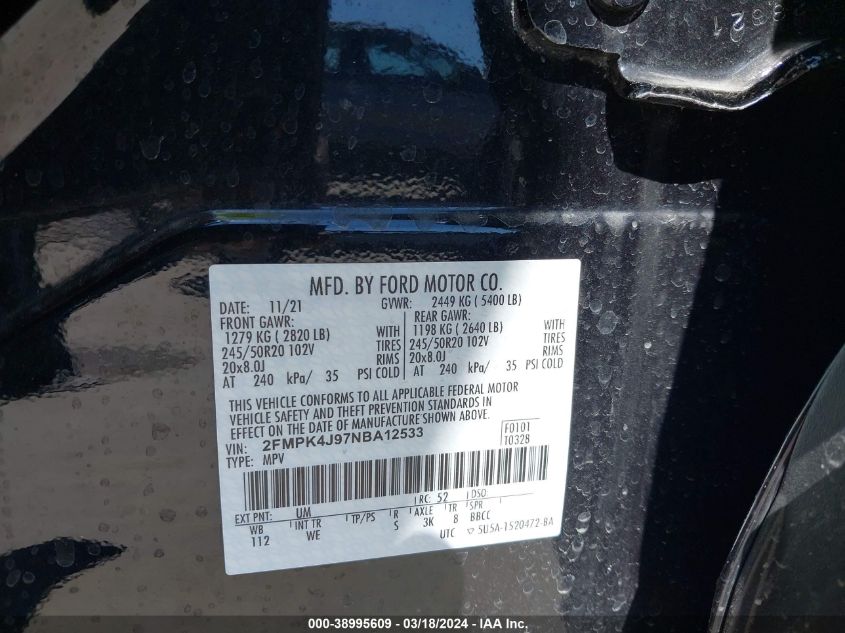 8621
MFD. BY FORD MOTOR CO.
DATE: 11/21 GVWR: 2449 KG ( 5400 LB)
FRONT GAWR: REAR GAWR:
1279 KG ( 2820 LB) WITH 1198 KG ( 2640 LB) WITH
245/50R20 102V TIRES 245/50R20 102V TIRES
20x8.0J RIMS 20x8.0J RIMS
AT 240 kPa/ 35 PSI COLD AT 240 kPa/ 35 PSI COLD
THIS VEHICLE CONFORMS TO ALL APPLICABLE FEDERAL MOTOR
VEHICLE SAFETY AND THEFT PREVENTION STANDARDS IN
EFFECT ON THE DATE OF MANUFACTURE SHOWN ABOVE.
VIN: 2FMPK4J97NBA12533 F0101
TYPE: MPV T0328
RC: 52 DSO:
EXT PNT: UM
WB INT TR TP/PS R AXLE TR SPR
112 WE S 3K 8 BBCC
UTC 5U5A-1520472-BA
000-38995609 - 03/18/2024 - IAA Inc.